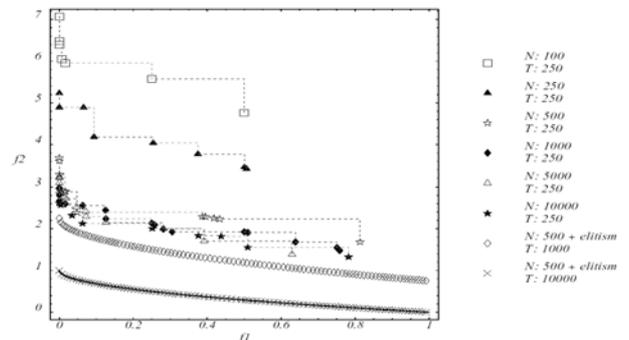 7
6
5
4
3
2
1
0
f2
0
0.2
0.4
0.6
0.8
1
f1
N: 100
T: 250
N: 250
T: 250
N: 500
T: 250
N: 1000
T: 250
N: 5000
T: 250
N: 10000
T: 250
N: 500 + elitism
T: 1000
N: 500 + elitism
T: 10000